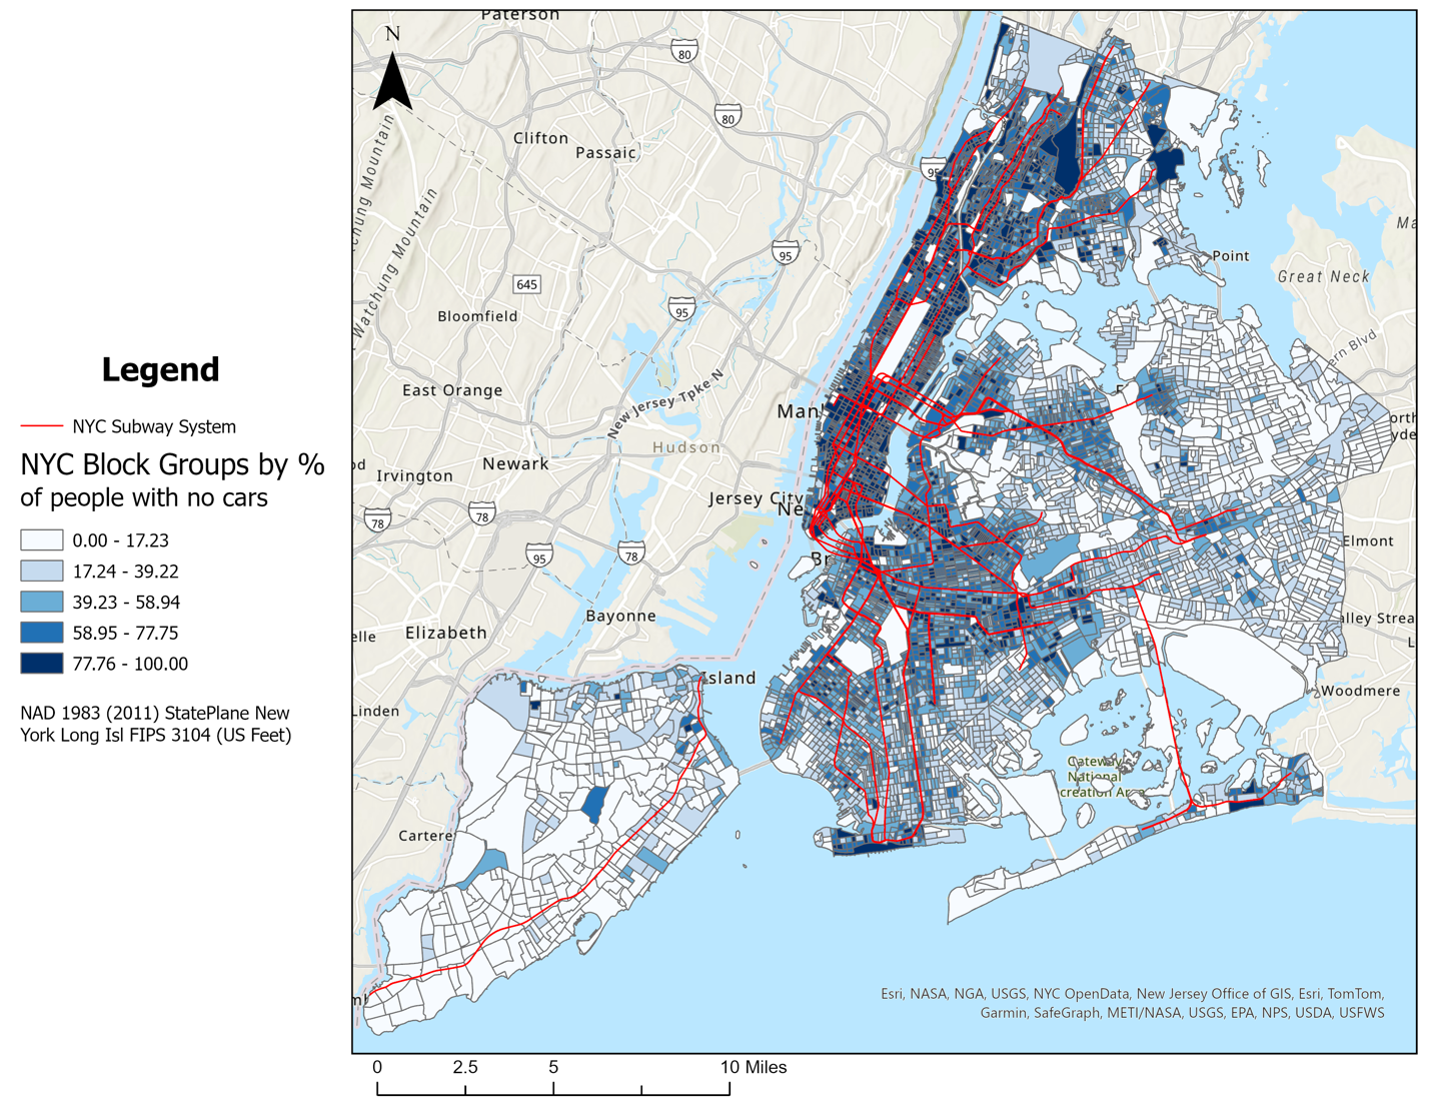 N
Legend
NYC Subway System
NYC Block Groups by %
of people with no cars
0.00 - 17.23
17.24 - 39.22
39.23 - 58.94
58.95 - 77.75
77.76 - 100.00
NAD 1983 (2011) StatePlane New
York Long Isl FIPS 3104 (US Feet)
Paterson
80
80
Clifton
Passaic
95
chung Mountain
Watchung Mountain
95
Point
Ma
Great Neck
645
95
Bloomfield
ern Blvd
East Orange
New Jersey Tpke N
Man
orth
yde
Hudson
od
Irvington
Newark
Jersey City
Ne
78
78
95
78
Br
Elmont
Bayonne
elle
Elizabeth
alley Strea
L
Island
Woodmere
Linden
Gateway
National
creation Ar
Cartere
Esri, NASA, NGA, USGS, NYC OpenData, New Jersey Office of GIS, Esri, TomTom,
Garmin, SafeGraph, METI/NASA, USGS, EPA, NPS, USDA, USFWS
0 2.5 5 10 Miles